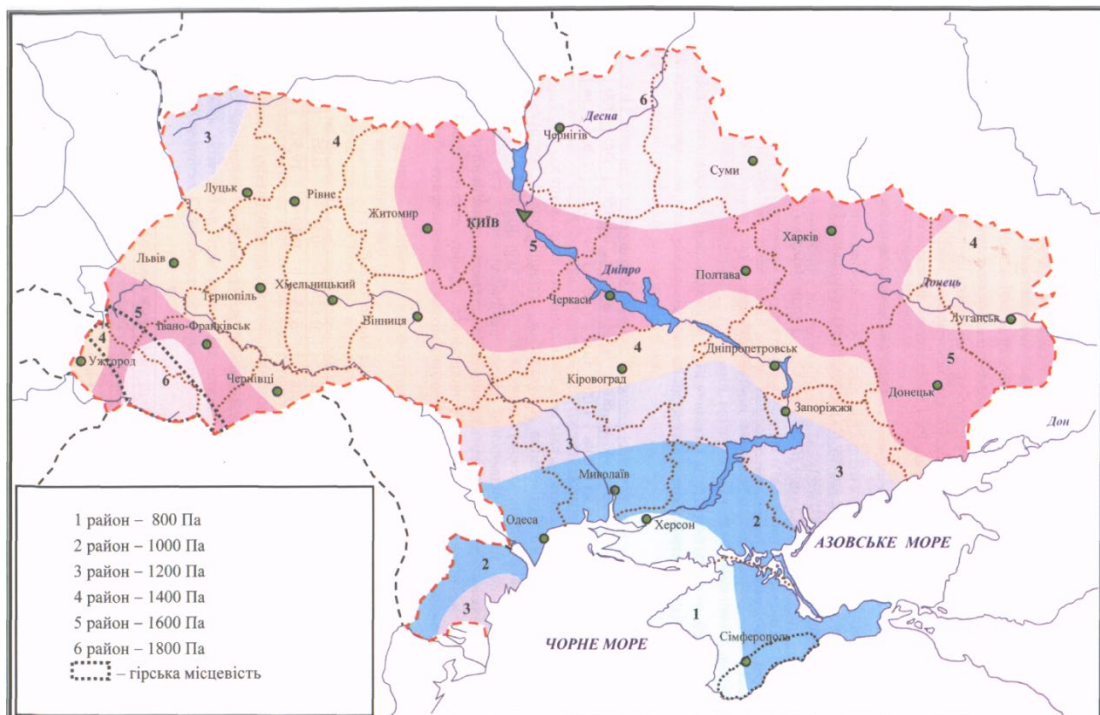 6
Десна
Чернігів
3
4
Суми
Луцьк
Рівне
Житомир
КИЇВ
5
Харків
4
Львів
Дніпро
Полтава
Донець
Тернопіль
Хмельницький
Черкаси
Луганськ
5
Івано-Франківськ
Вінниця
4
Ужгород
4
Дніпропетровськ
5
6
Чернівці
Кіровоград
Донецьк
Запоріжжя
Дон
3
3
Миколаїв
Одеса
Херсон
2
АЗОВСЬКЕ МОРЕ
2
3
1
ЧОРНЕ МОРЕ
Сімферополь
1 район – 800 Па
2 район – 1000 Па
3 район – 1200 Па
4 район – 1400 Па
5 район – 1600 Па
6 район – 1800 Па
– гірська місцевість